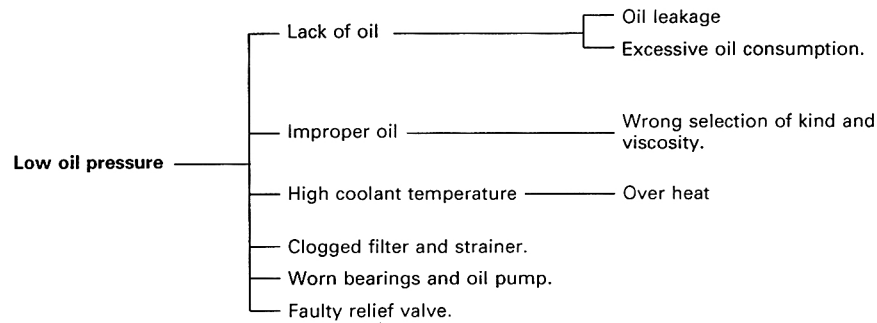 Low oil pressure
Lack of oil
Oil leakage
Excessive oil consumption.
Improper oil
Wrong selection of kind and
viscosity.
High coolant temperature
Over heat
Clogged filter and strainer.
Worn bearings and oil pump.
Faulty relief valve.